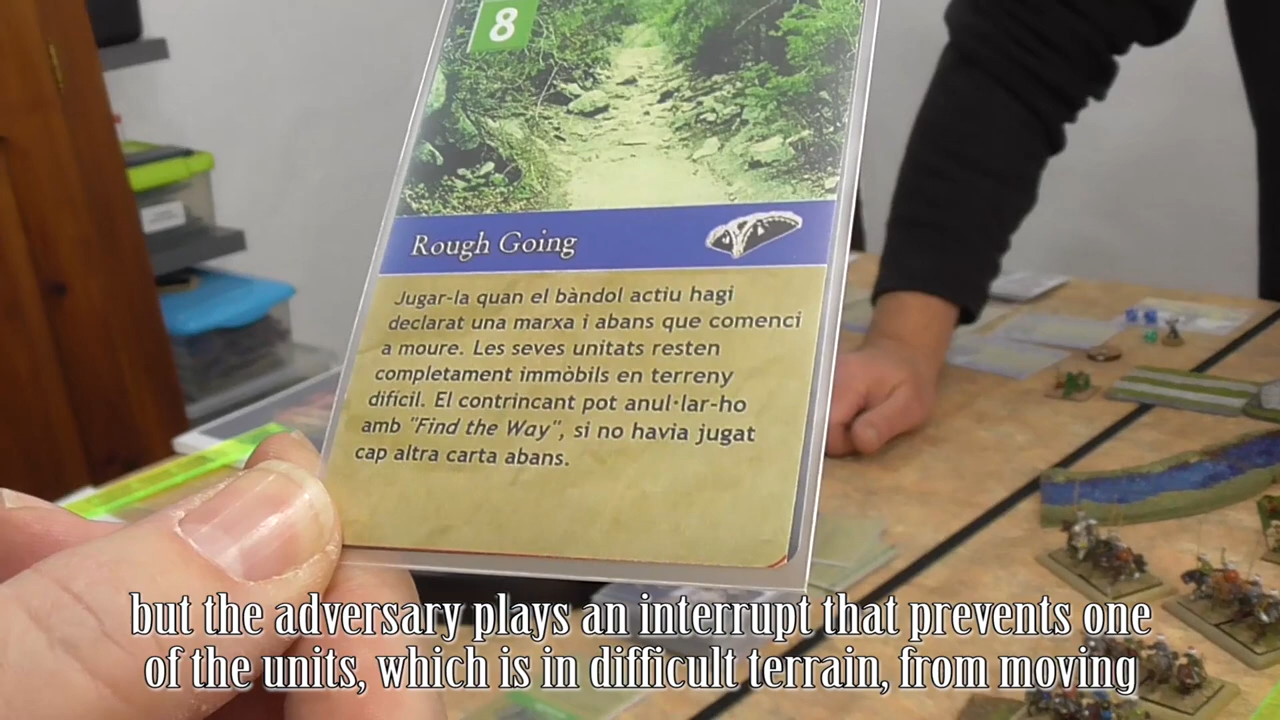 8
Rough Going
Jugar-la quan el bàndol actiu hagi
declarat una marxa i abans que comenci
a moure. Les seves unitats resten
completament immòbils en terreny
difícil. El contrincant pot anul·lar-ho
amb "Find the Way", si no havia jugat
cap altra carta abans.
but the adversary plays an interrupt that prevents one
of the units, which is in difficult terrain, from moving